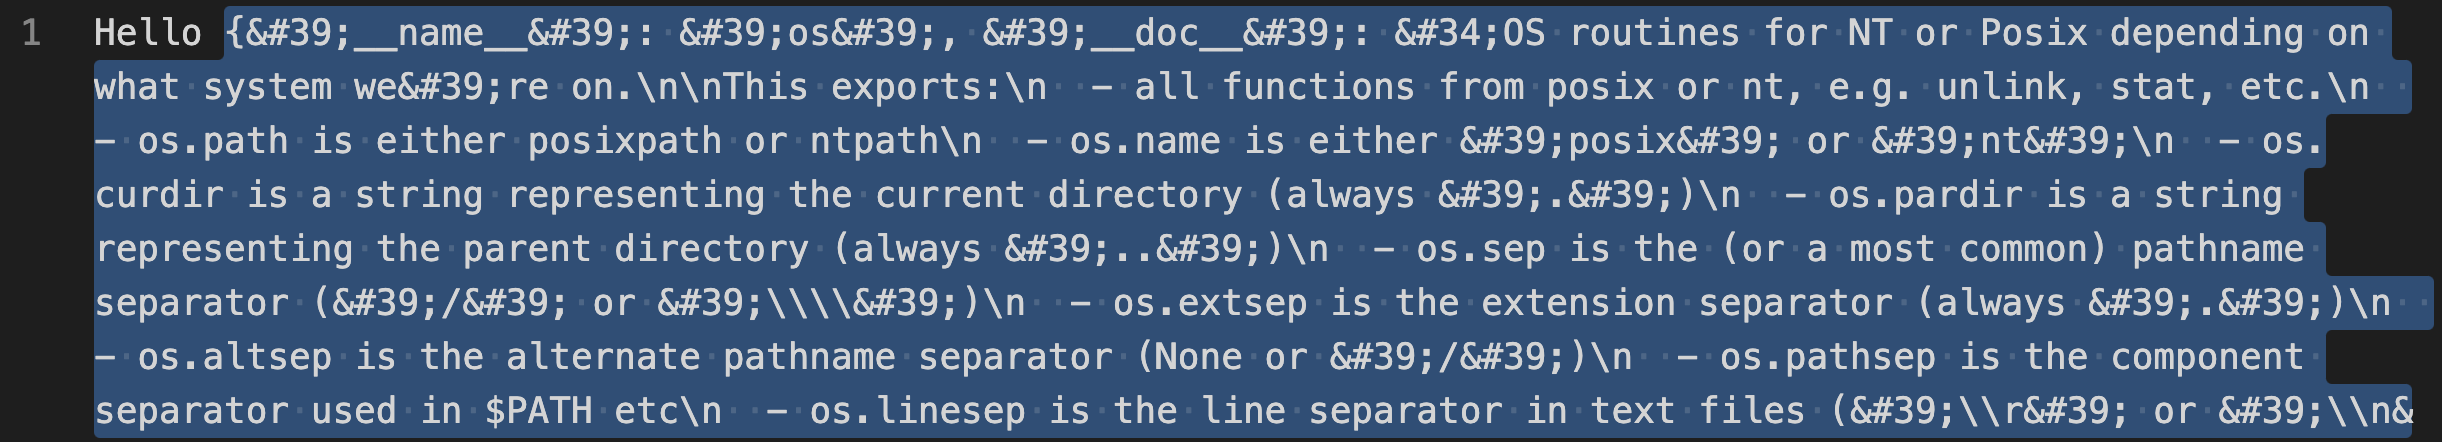 1 Hello {&#39;__name__&#39;: &#39;os&#39;, &#39;__doc__&#39;: &#34;OS routines for NT or Posix depending on
what system we&#39;re on.\n\nThis exports:\n  - all functions from posix or nt, e.g. unlink, stat, etc.\n
- os.path is either posixpath or ntpath\n  - os.name is either &#39;posix&#39; or &#39;nt&#39;\n  - os.
curdir is a string representing the current directory (always &#39;.&#39;)\n  - os.pardir is a string
representing the parent directory (always &#39;..&#39;)\n  - os.sep is the (or a most common) pathname
separator (&#39;/&#39; or &#39;\\\\&#39;)\n  - os.extsep is the extension separator (always &#39;.&#39;)\n
- os.altsep is the alternate pathname separator (None or &#39;/&#39;)\n  - os.pathsep is the component
separator used in $PATH etc\n  - os.linesep is the line separator in text files (&#39;\\r&#39; or &#39;\\n&